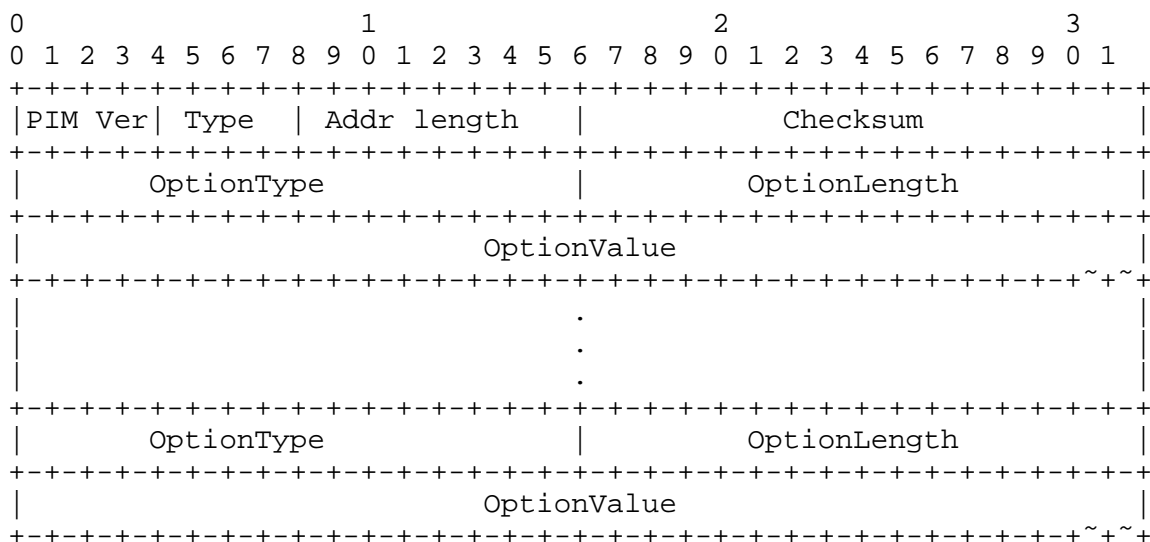 0                   1                   2                   3
0 1 2 3 4 5 6 7 8 9 0 1 2 3 4 5 6 7 8 9 0 1 2 3 4 5 6 7 8 9 0 1
+-+-+-+-+-+-+-+-+-+-+-+-+-+-+-+-+-+-+-+-+-+-+-+-+-+-+-+-+-+-+-+-+
|PIM Ver| Type  | Addr length   |           Checksum            |
+-+-+-+-+-+-+-+-+-+-+-+-+-+-+-+-+-+-+-+-+-+-+-+-+-+-+-+-+-+-+-+-+
|       OptionType              |         OptionLength          |
+-+-+-+-+-+-+-+-+-+-+-+-+-+-+-+-+-+-+-+-+-+-+-+-+-+-+-+-+-+-+-+-+
|                          OptionValue                          |
+-+-+-+-+-+-+-+-+-+-+-+-+-+-+-+-+-+-+-+-+-+-+-+-+-+-+-+-+-+-+~+~+
|                               .                               |
|                               .                               |
|                               .                               |
+-+-+-+-+-+-+-+-+-+-+-+-+-+-+-+-+-+-+-+-+-+-+-+-+-+-+-+-+-+-+-+-+
|       OptionType              |         OptionLength          |
+-+-+-+-+-+-+-+-+-+-+-+-+-+-+-+-+-+-+-+-+-+-+-+-+-+-+-+-+-+-+-+-+
|                          OptionValue                          |
+-+-+-+-+-+-+-+-+-+-+-+-+-+-+-+-+-+-+-+-+-+-+-+-+-+-+-+-+-+-+~+~+